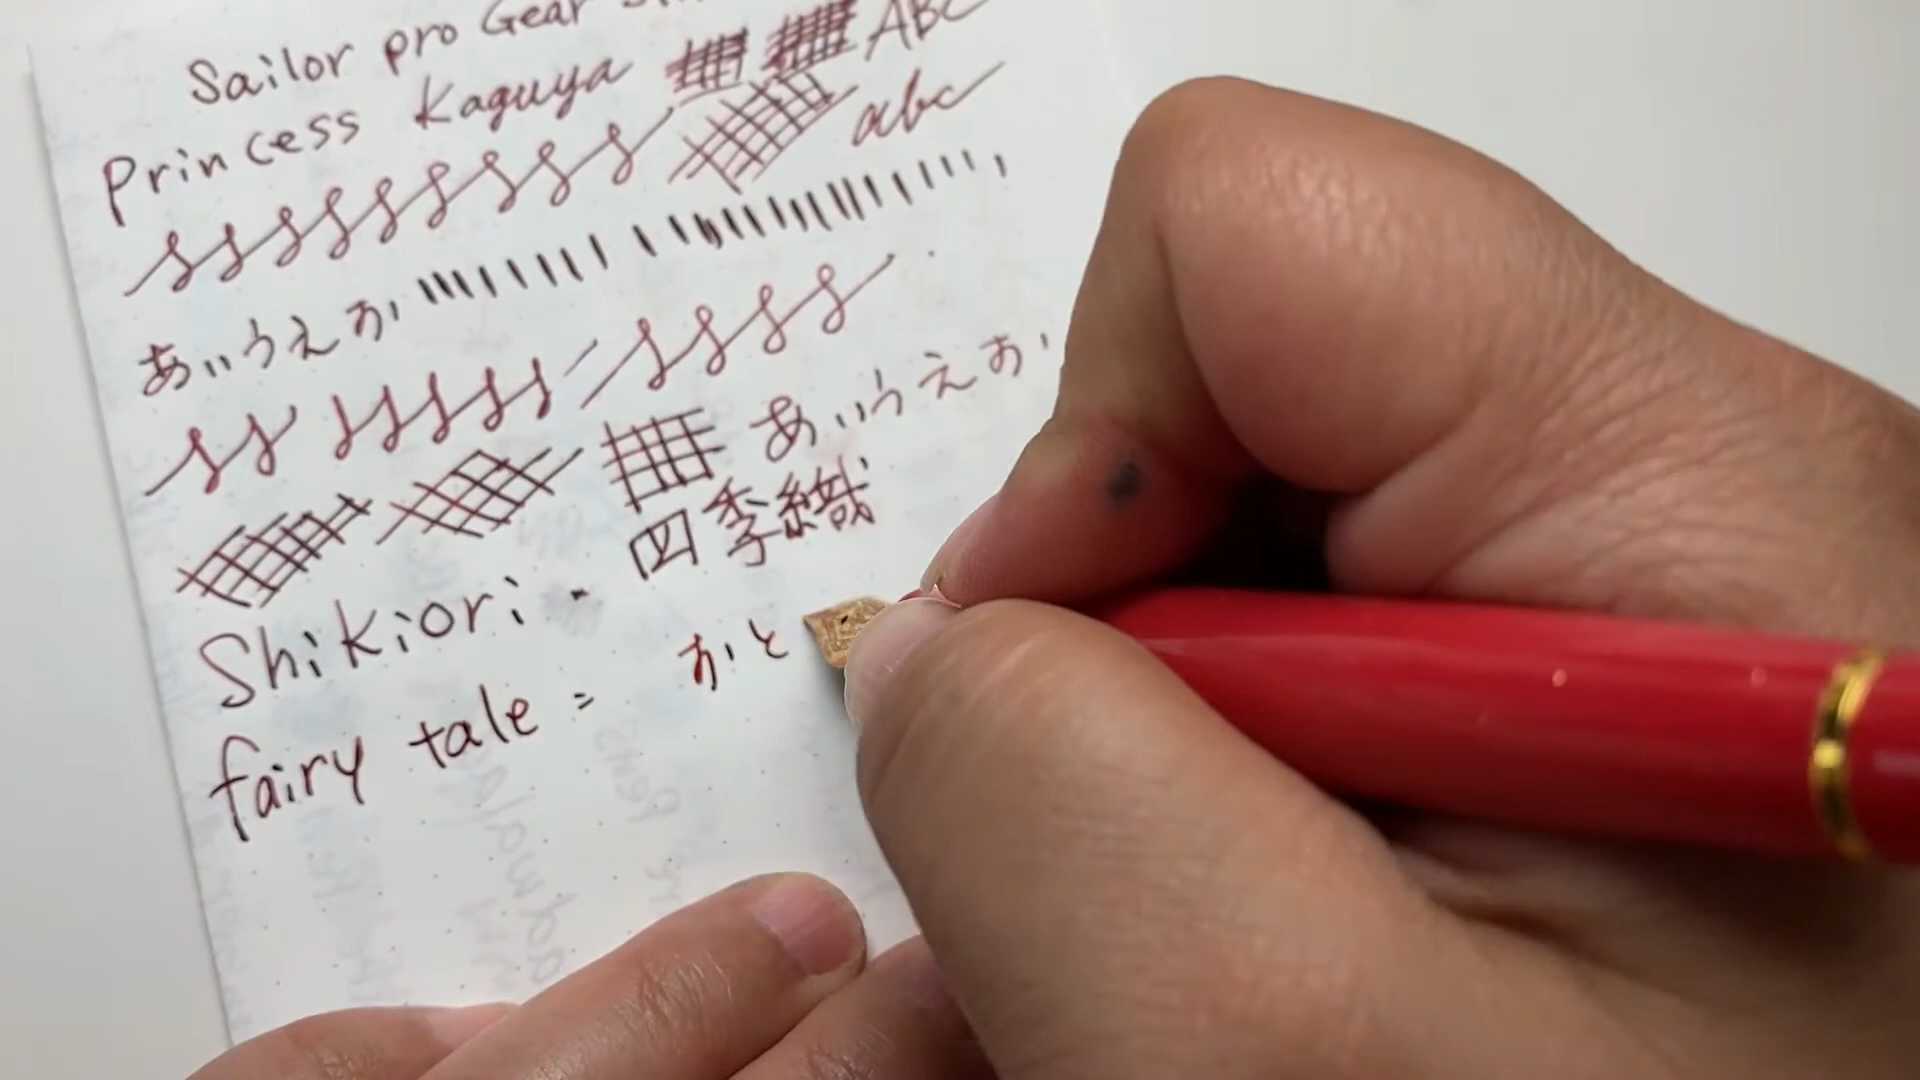 Sailor pro Gear
Princess Kaguya ABC
abc
あいうえお
あいうえお
Shikiori = 四季織
fairy tale = おと